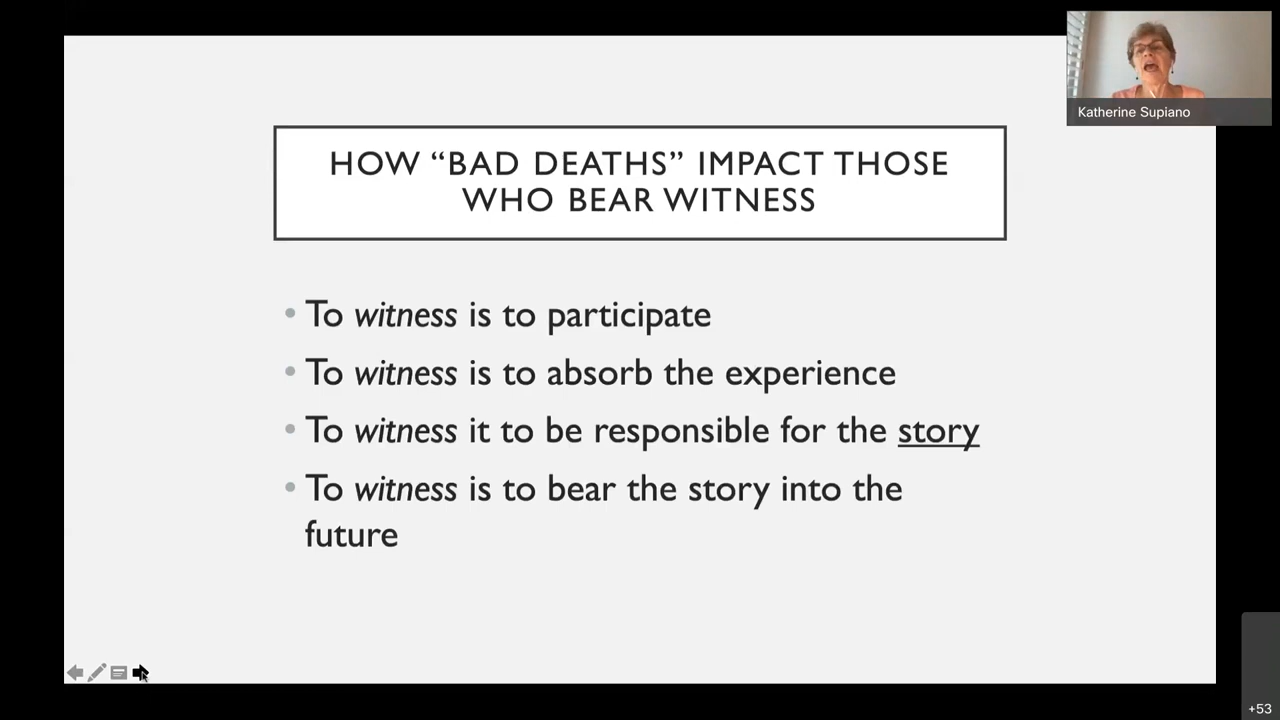 Katherine Supiano
HOW “BAD DEATHS” IMPACT THOSE
WHO BEAR WITNESS
• To witness is to participate
• To witness is to absorb the experience
• To witness it to be responsible for the story
• To witness is to bear the story into the
future
+53